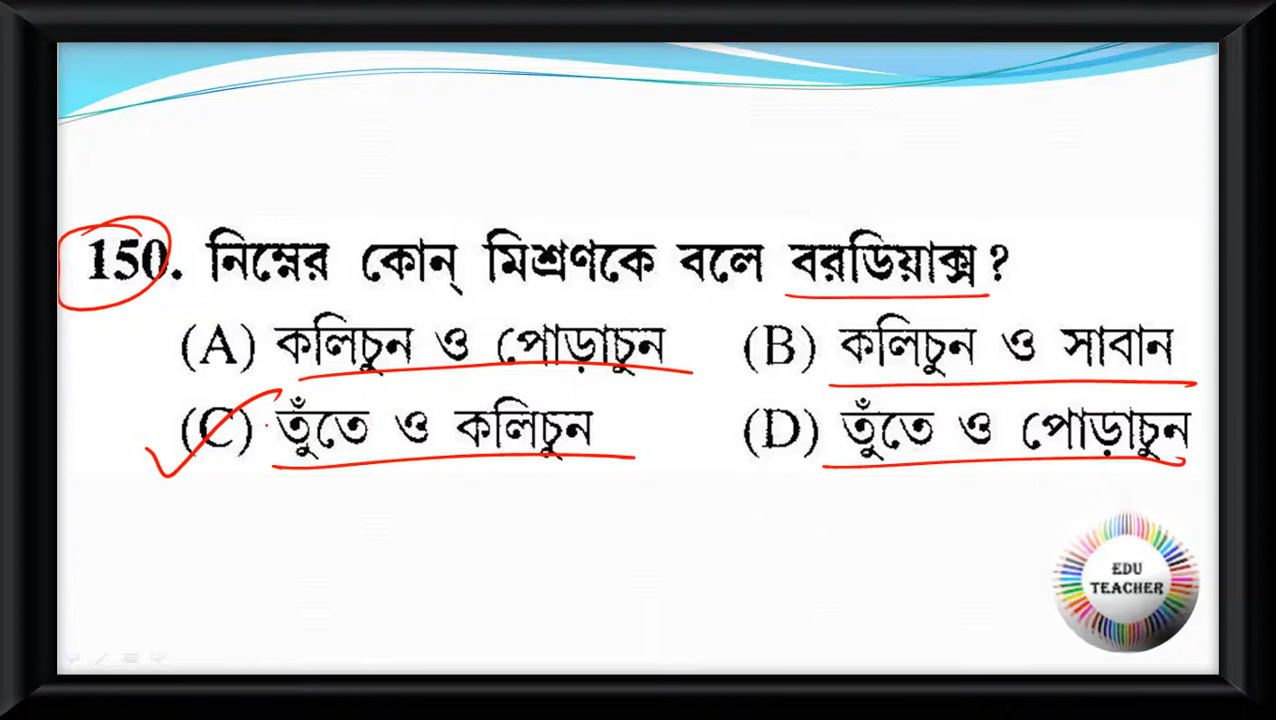 150. নিম্নের কোন্ মিশ্রণকে বলে বরডিয়াক্স?
(A) কলিচুন ও পোড়াচুন (B) কলিচুন ও সাবান
(C) তুঁতে ও কলিচুন (D) তুঁতে ও পোড়াচুন
EDU
TEACHER